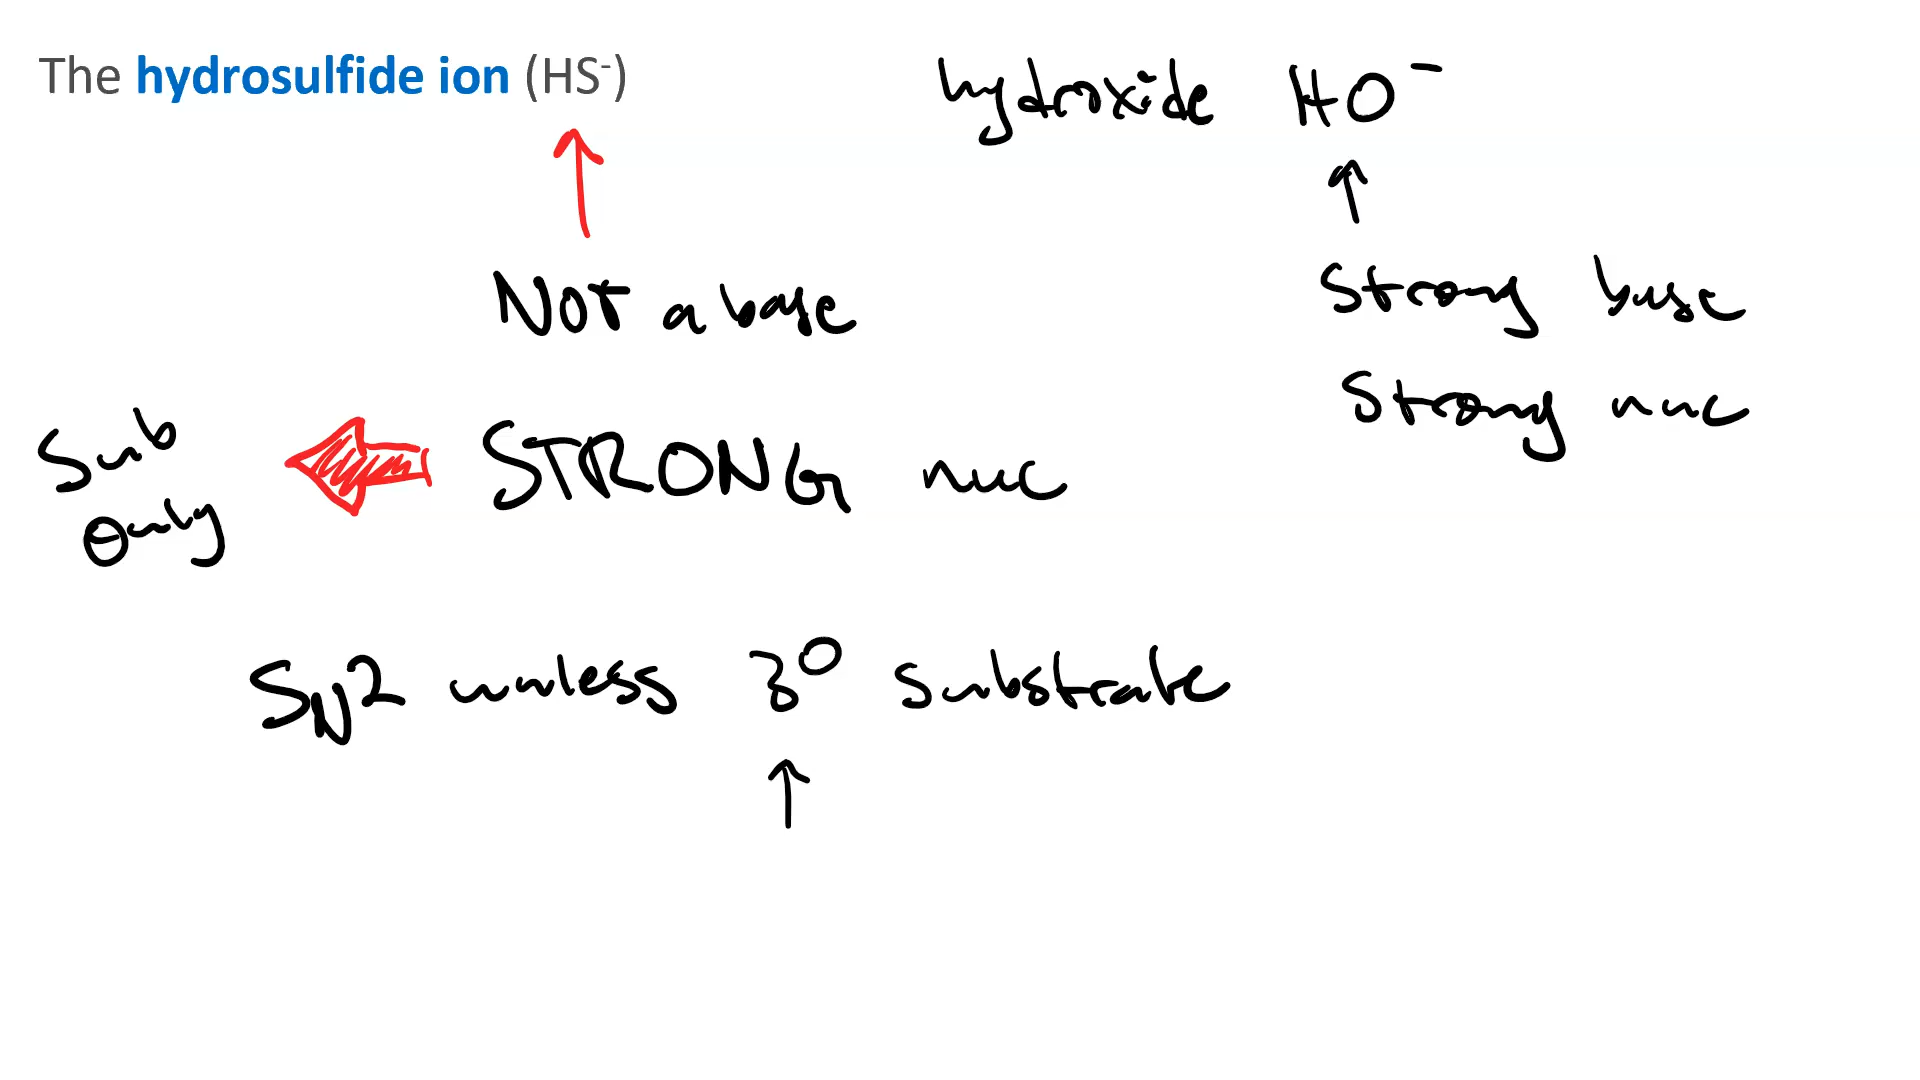 The hydrosulfide ion (HS⁻)
hydroxide HO⁻
Strong base
Strong nuc
NOT a base
STRONG nuc
Sub
Only
SN2 unless 3° substrate